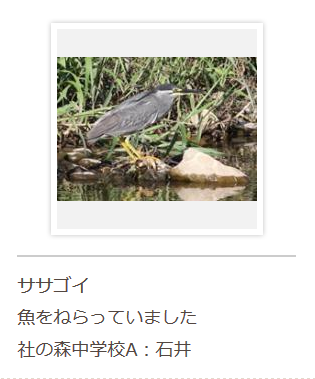 ササゴイ
魚をねらっていました
社の森中学校A：石井